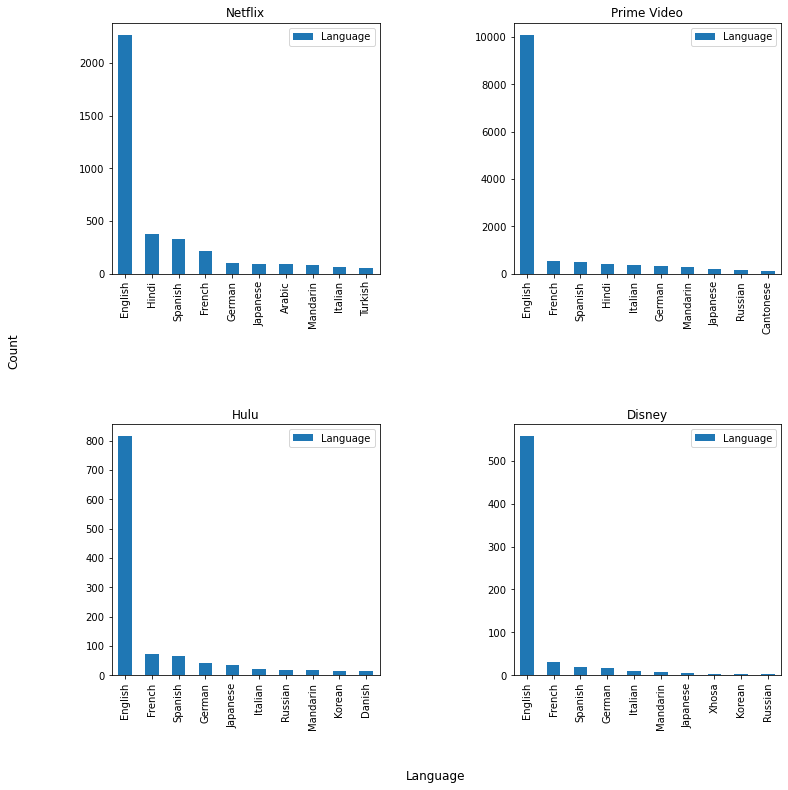 Netflix
Language
2000
1500
1000
500
0
English
Hindi
Spanish
French
German
Japanese
Arabic
Mandarin
Italian
Turkish
Prime Video
Language
10000
8000
6000
4000
2000
0
English
French
Spanish
Hindi
Italian
German
Mandarin
Japanese
Russian
Cantonese
Count
Hulu
Language
800
700
600
500
400
300
200
100
0
English
French
Spanish
German
Japanese
Italian
Russian
Mandarin
Korean
Danish
Disney
Language
500
400
300
200
100
0
English
French
Spanish
German
Italian
Mandarin
Japanese
Xhosa
Korean
Russian
Language